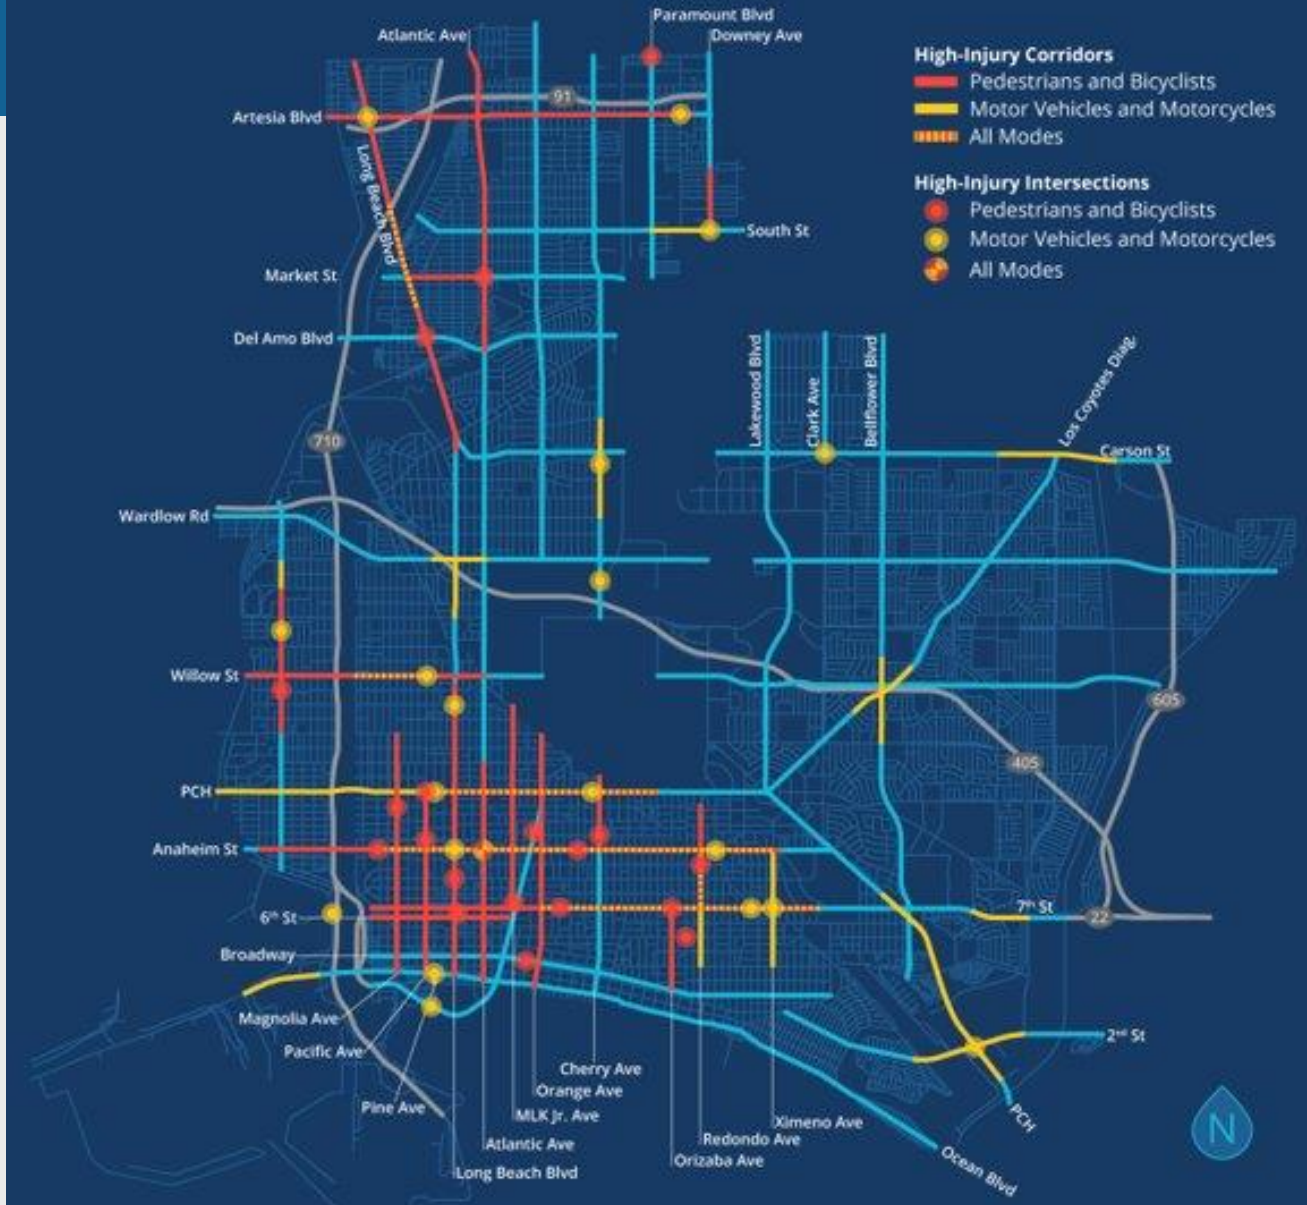 Paramount Blvd
Atlantic Ave
Downey Ave
High-Injury Corridors
Pedestrians and Bicyclists
Motor Vehicles and Motorcycles
All Modes
91
Artesia Blvd
Long Beach Blvd
High-Injury Intersections
Pedestrians and Bicyclists
Motor Vehicles and Motorcycles
All Modes
South St
Market St
Del Amo Blvd
Lakewood Blvd
Clark Ave
Bellflower Blvd
Los Coyotes Diag.
710
Carson St
Wardlow Rd
Willow St
605
405
PCH
Anaheim St
6th St
7th St
22
Broadway
Magnolia Ave
Pacific Ave
2nd St
Cherry Ave
Orange Ave
Pine Ave
MLK Jr. Ave
PCH
Ximeno Ave
Redondo Ave
Atlantic Ave
Orizaba Ave
Long Beach Blvd
Ocean Blvd
N